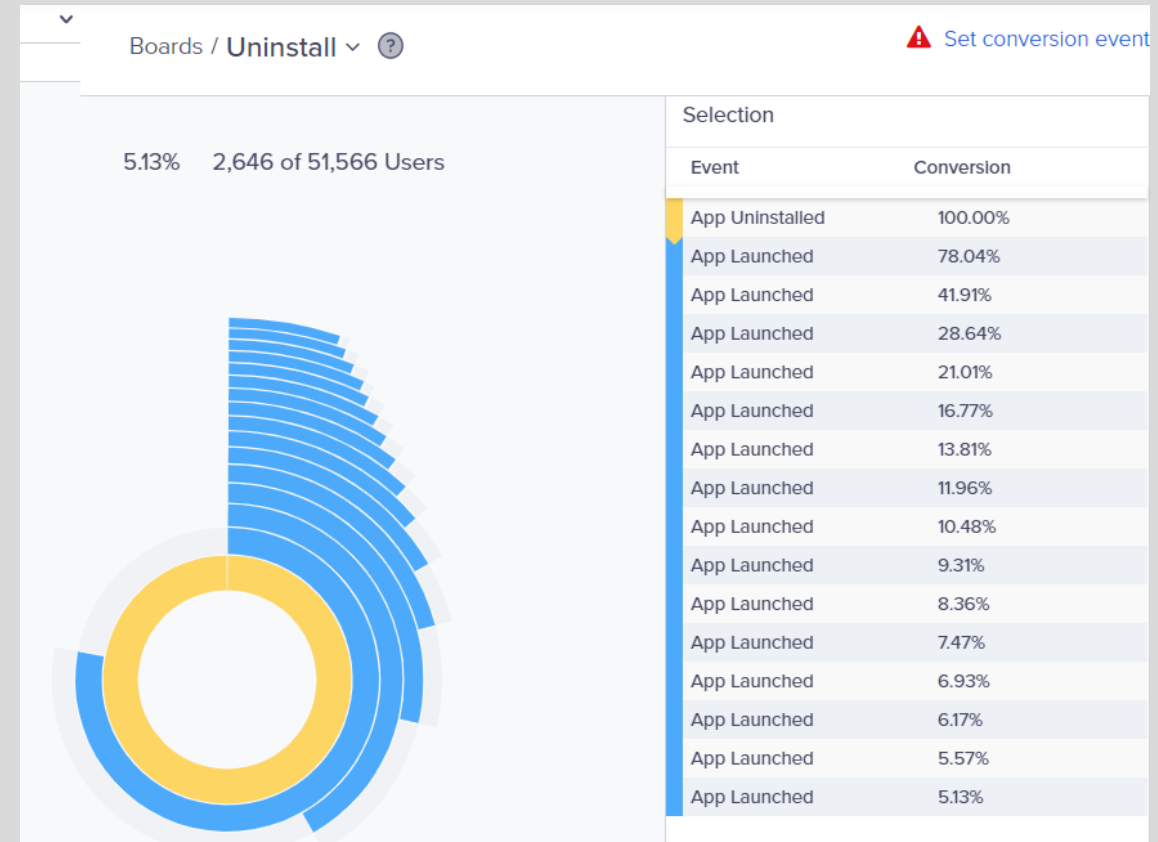 Boards / Uninstall ?
Set conversion event
5.13% 2,646 of 51,566 Users
Selection
Event Conversion
App Uninstalled 100.00%
App Launched 78.04%
App Launched 41.91%
App Launched 28.64%
App Launched 21.01%
App Launched 16.77%
App Launched 13.81%
App Launched 11.96%
App Launched 10.48%
App Launched 9.31%
App Launched 8.36%
App Launched 7.47%
App Launched 6.93%
App Launched 6.17%
App Launched 5.57%
App Launched 5.13%